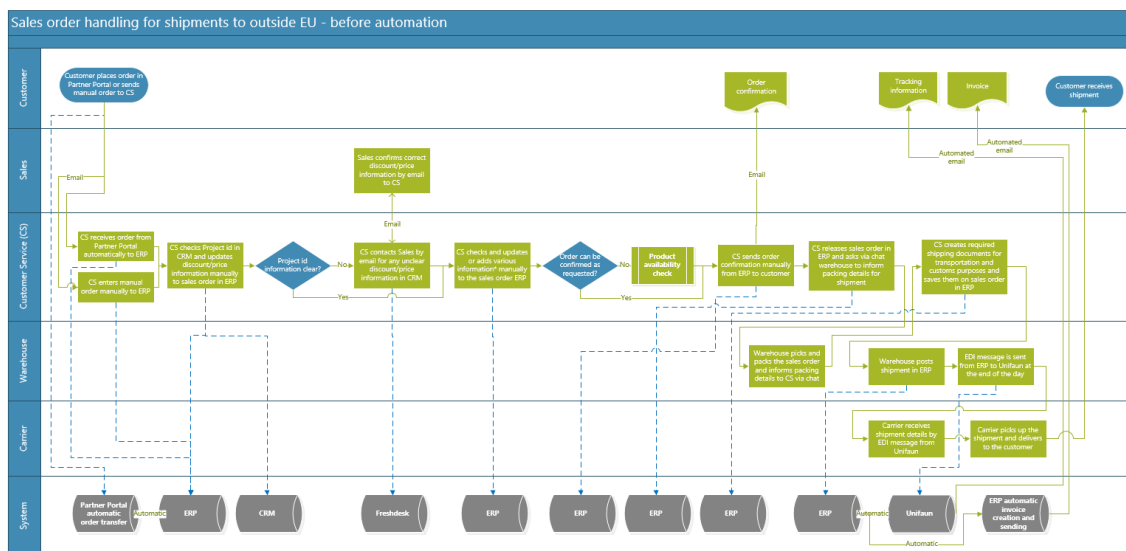 Sales order handling for shipments to outside EU - before automation
Customer
Customer places order in
Partner Portal or sends
manual order to CS
Order
confirmation
Tracking
information
Invoice
Customer receives
shipment
Sales
Email
Sales confirms correct
discount/price
information by email
to CS
Email
Email
Automated
email
Automated
email
Customer Service (CS)
CS receives order from
Partner Portal
automatically to ERP
CS enters manual
order manually to ERP
CS checks Project id in
CRM and updates
discount/price
information manually
to sales order in ERP
Project id
information clear?
No
Yes
CS contacts Sales by
email for any unclear
discount/price
information in CRM
CS checks and updates
or adds various
information* manually
to the sales order ERP
Order can be
confirmed as
requested?
No
Yes
Product
availability
check
CS sends order
confirmation manually
from ERP to customer
CS releases sales order in
ERP and asks via chat
warehouse to inform
packing details for
shipment
CS creates required
shipping documents for
transportation and
customs purposes and
saves them on sales order
in ERP
Warehouse
Warehouse picks and
packs the sales order
and informs packing
details to CS via chat
Warehouse posts
shipment in ERP
EDI message is sent
from ERP to Unifaun at
the end of the day
Carrier
Carrier receives
shipment details by
EDI message from
Unifaun
Carrier picks up the
shipment and delivers
to the customer
System
Partner Portal
automatic
order transfer
Automatic
ERP
CRM
Freshdesk
ERP
ERP
ERP
ERP
ERP
Automatic
Unifaun
Automatic
ERP automatic
invoice
creation and
sending